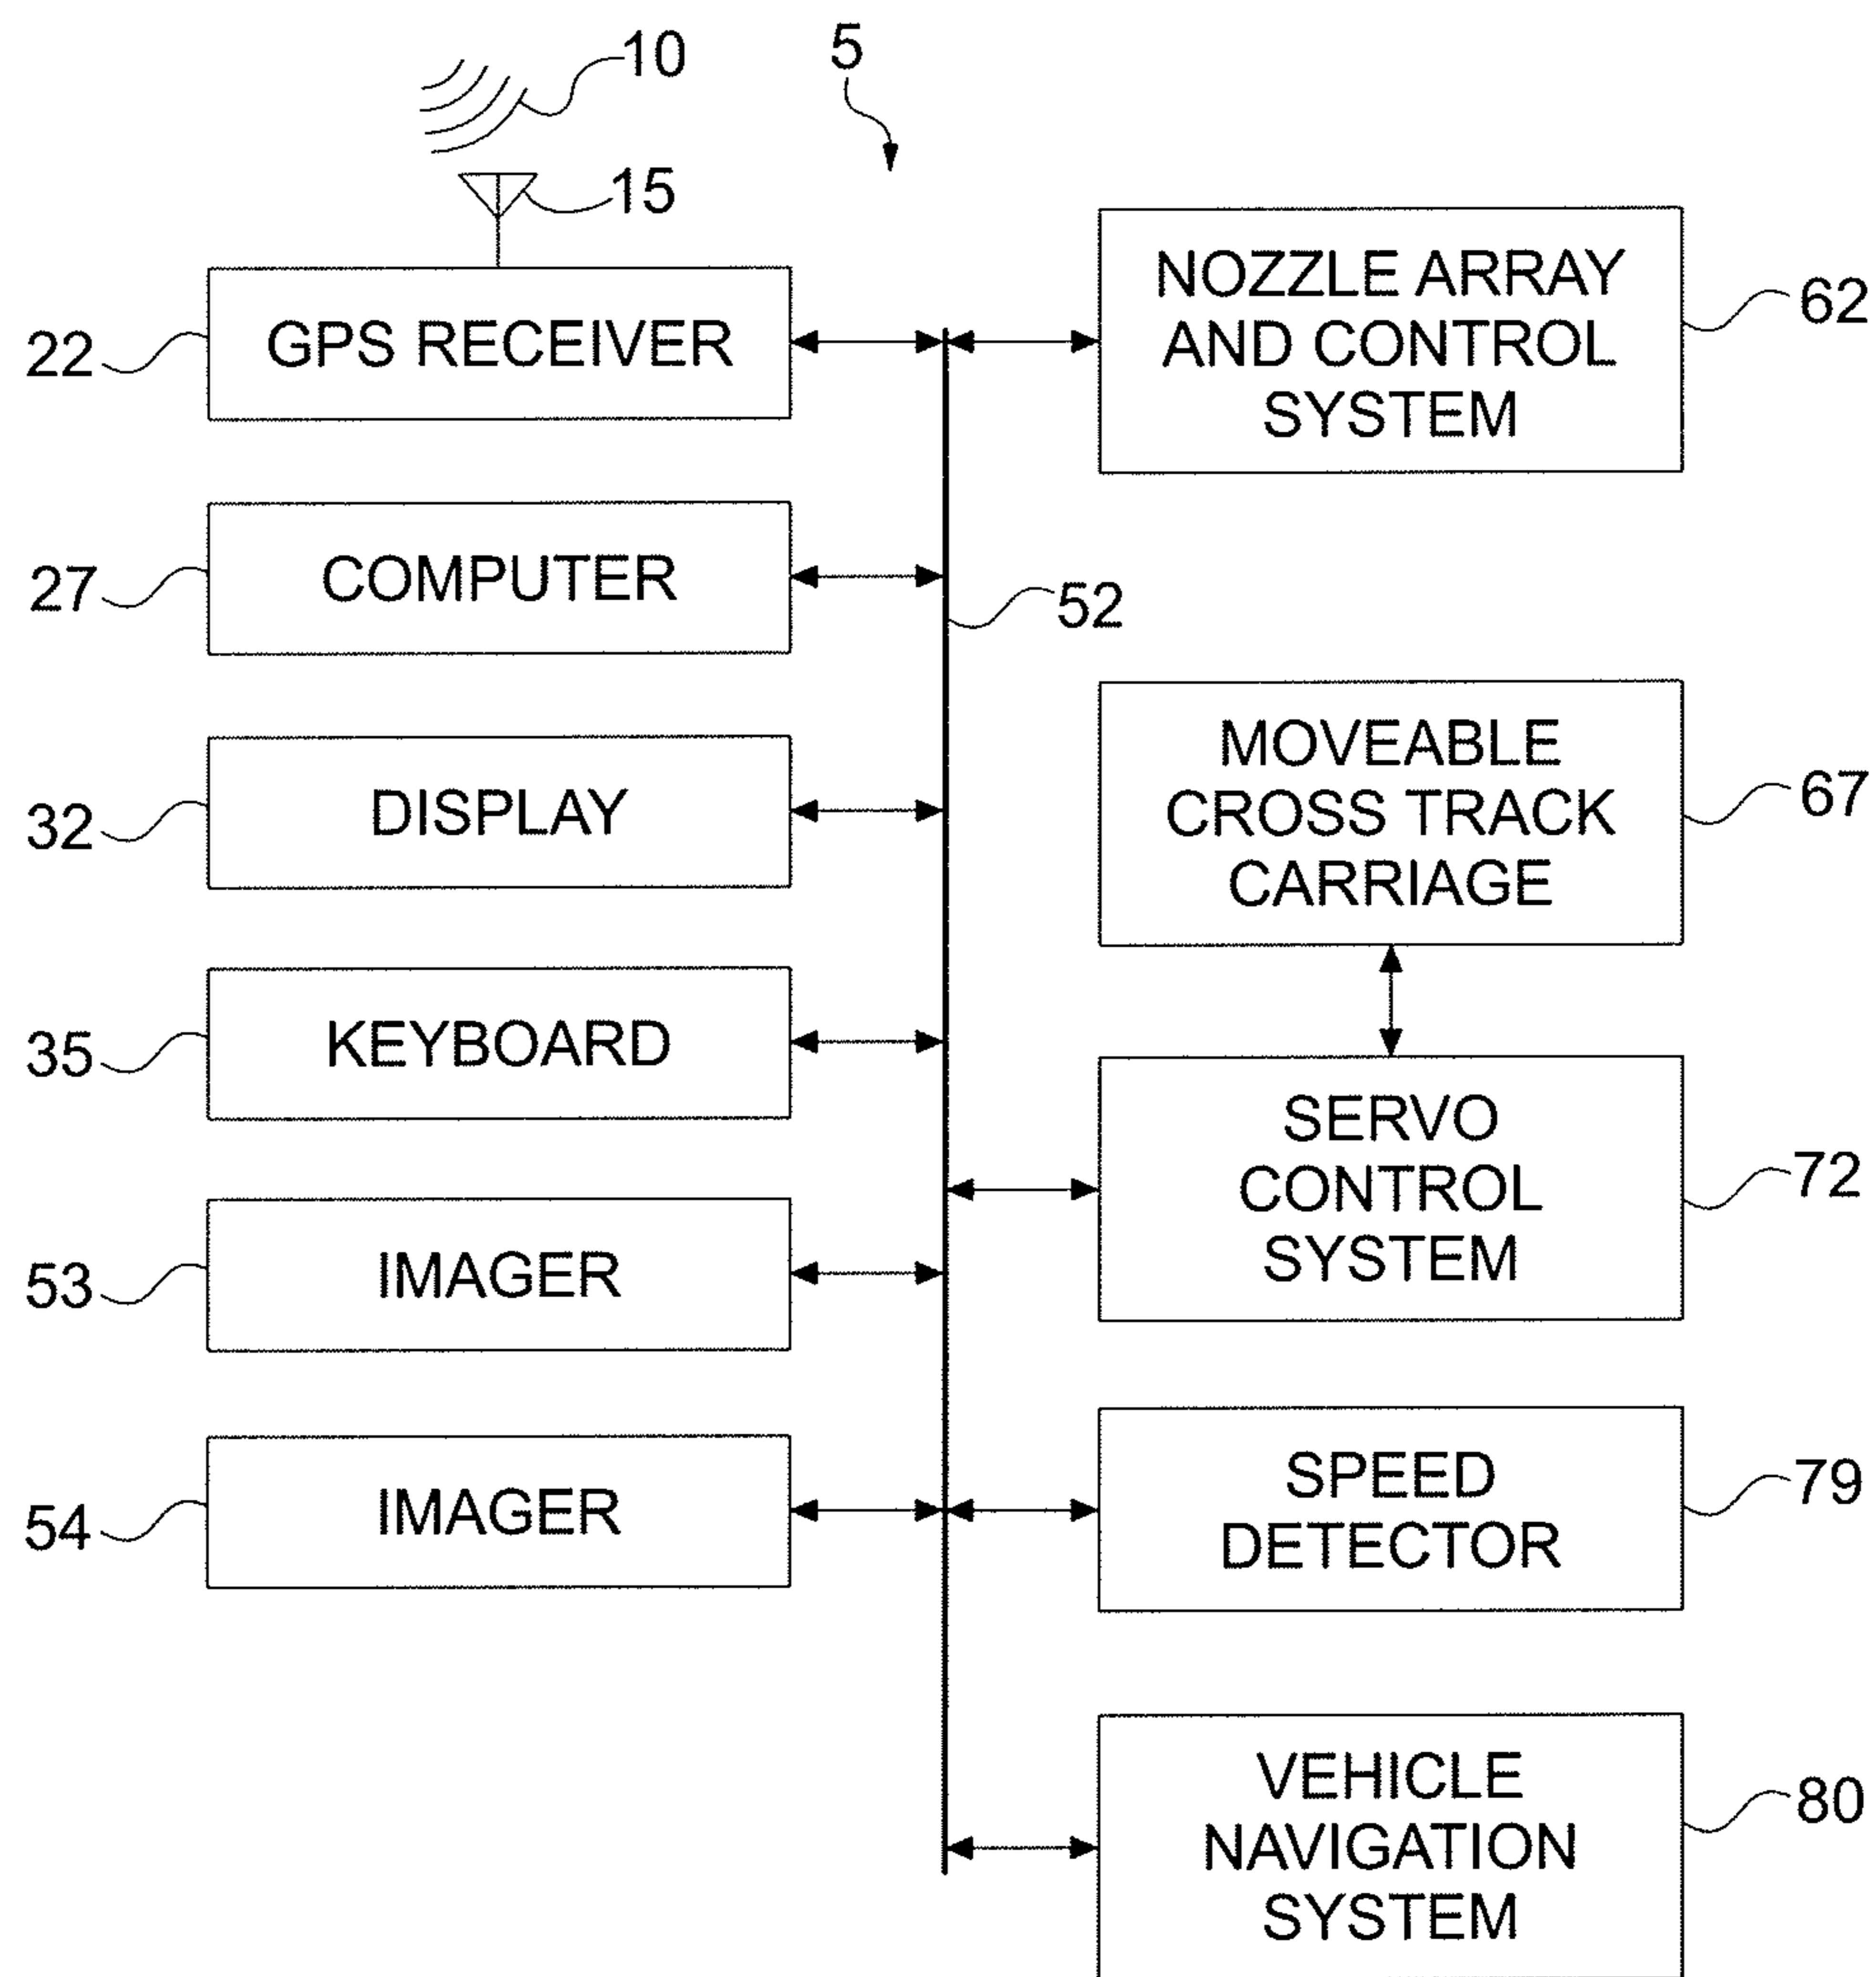 10
5
15
22
GPS RECEIVER
NOZZLE ARRAY
AND CONTROL
SYSTEM
62
27
COMPUTER
52
32
DISPLAY
MOVEABLE
CROSS TRACK
CARRIAGE
67
35
KEYBOARD
SERVO
CONTROL
SYSTEM
72
53
IMAGER
54
IMAGER
SPEED
DETECTOR
79
VEHICLE
NAVIGATION
SYSTEM
80